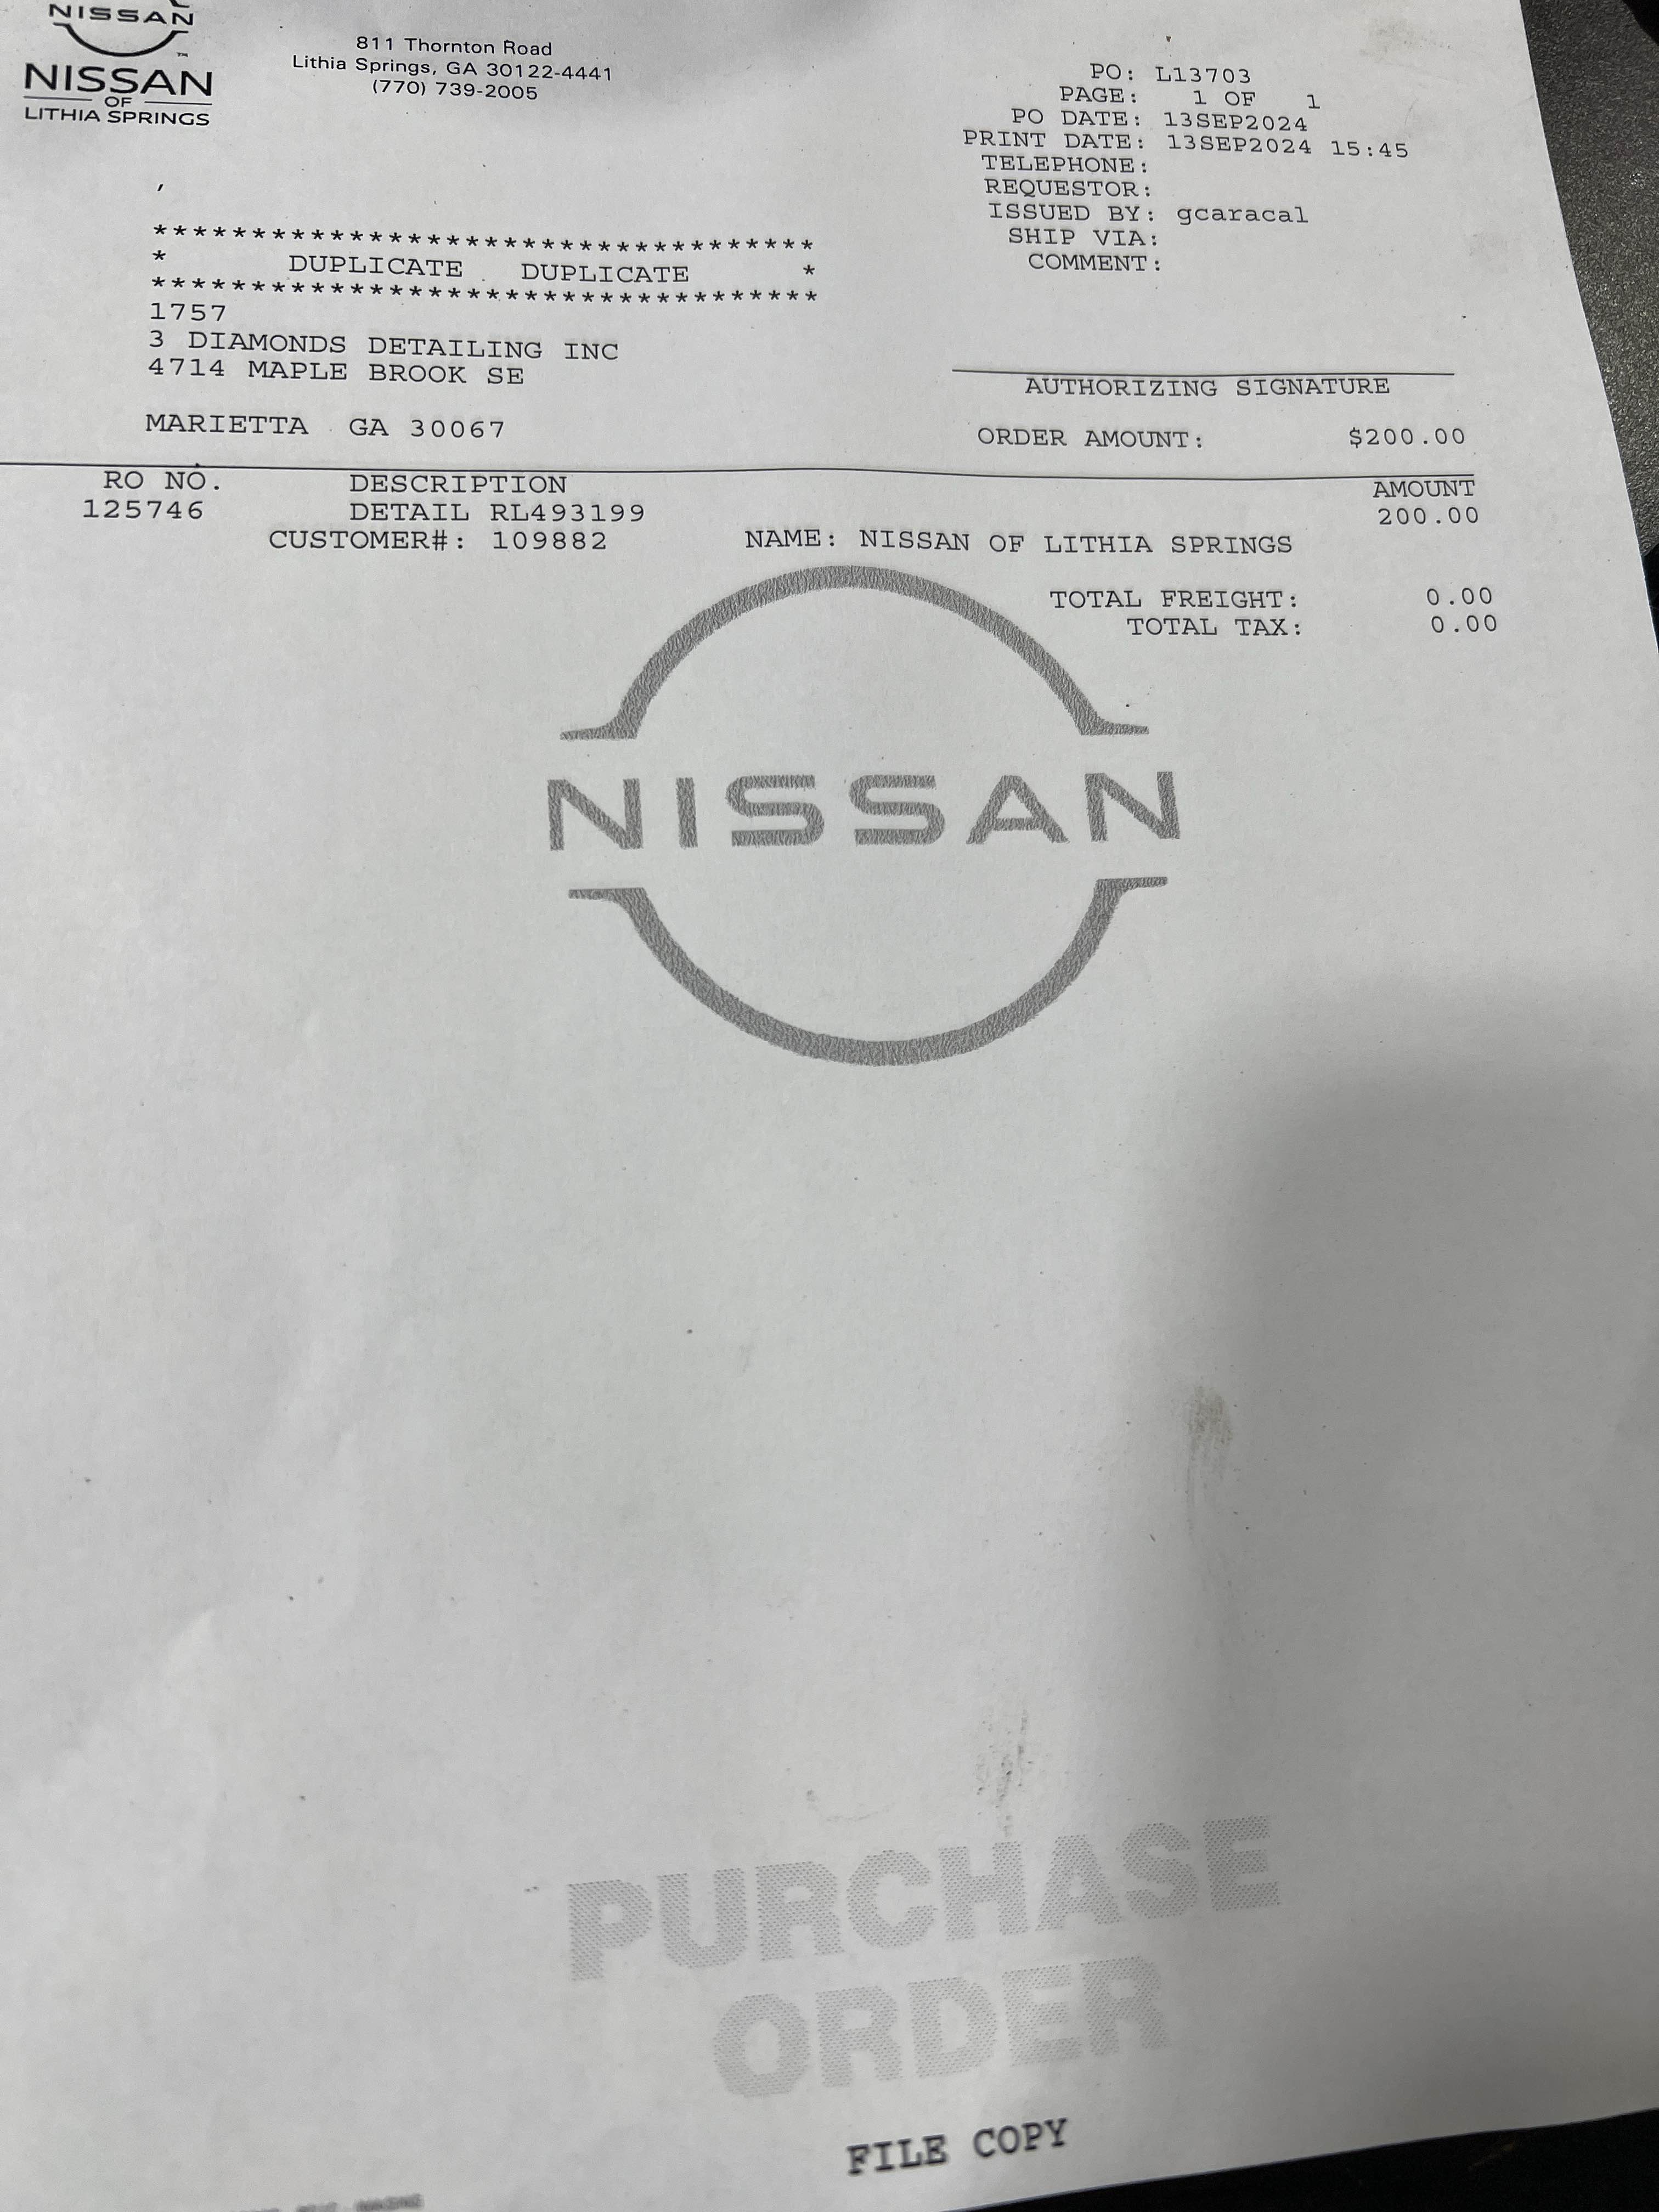 NISSAN
NISSAN
OF
LITHIA SPRINGS
811 Thornton Road
Lithia Springs, GA 30122-4441
(770) 739-2005
PO: L13703
PAGE: 1 OF 1
PO DATE: 13SEP2024
PRINT DATE: 13SEP2024 15:45
TELEPHONE:
REQUESTOR:
ISSUED BY: gcaracal
SHIP VIA:
COMMENT:
,
*********************************
* DUPLICATE DUPLICATE *
*********************************
1757
3 DIAMONDS DETAILING INC
4714 MAPLE BROOK SE
MARIETTA GA 30067
AUTHORIZING SIGNATURE
ORDER AMOUNT: $200.00
RO NO. DESCRIPTION AMOUNT
125746 DETAIL RL493199 200.00
CUSTOMER#: 109882 NAME: NISSAN OF LITHIA SPRINGS
TOTAL FREIGHT: 0.00
TOTAL TAX: 0.00
NISSAN
PURCHASE
ORDER
FILE COPY